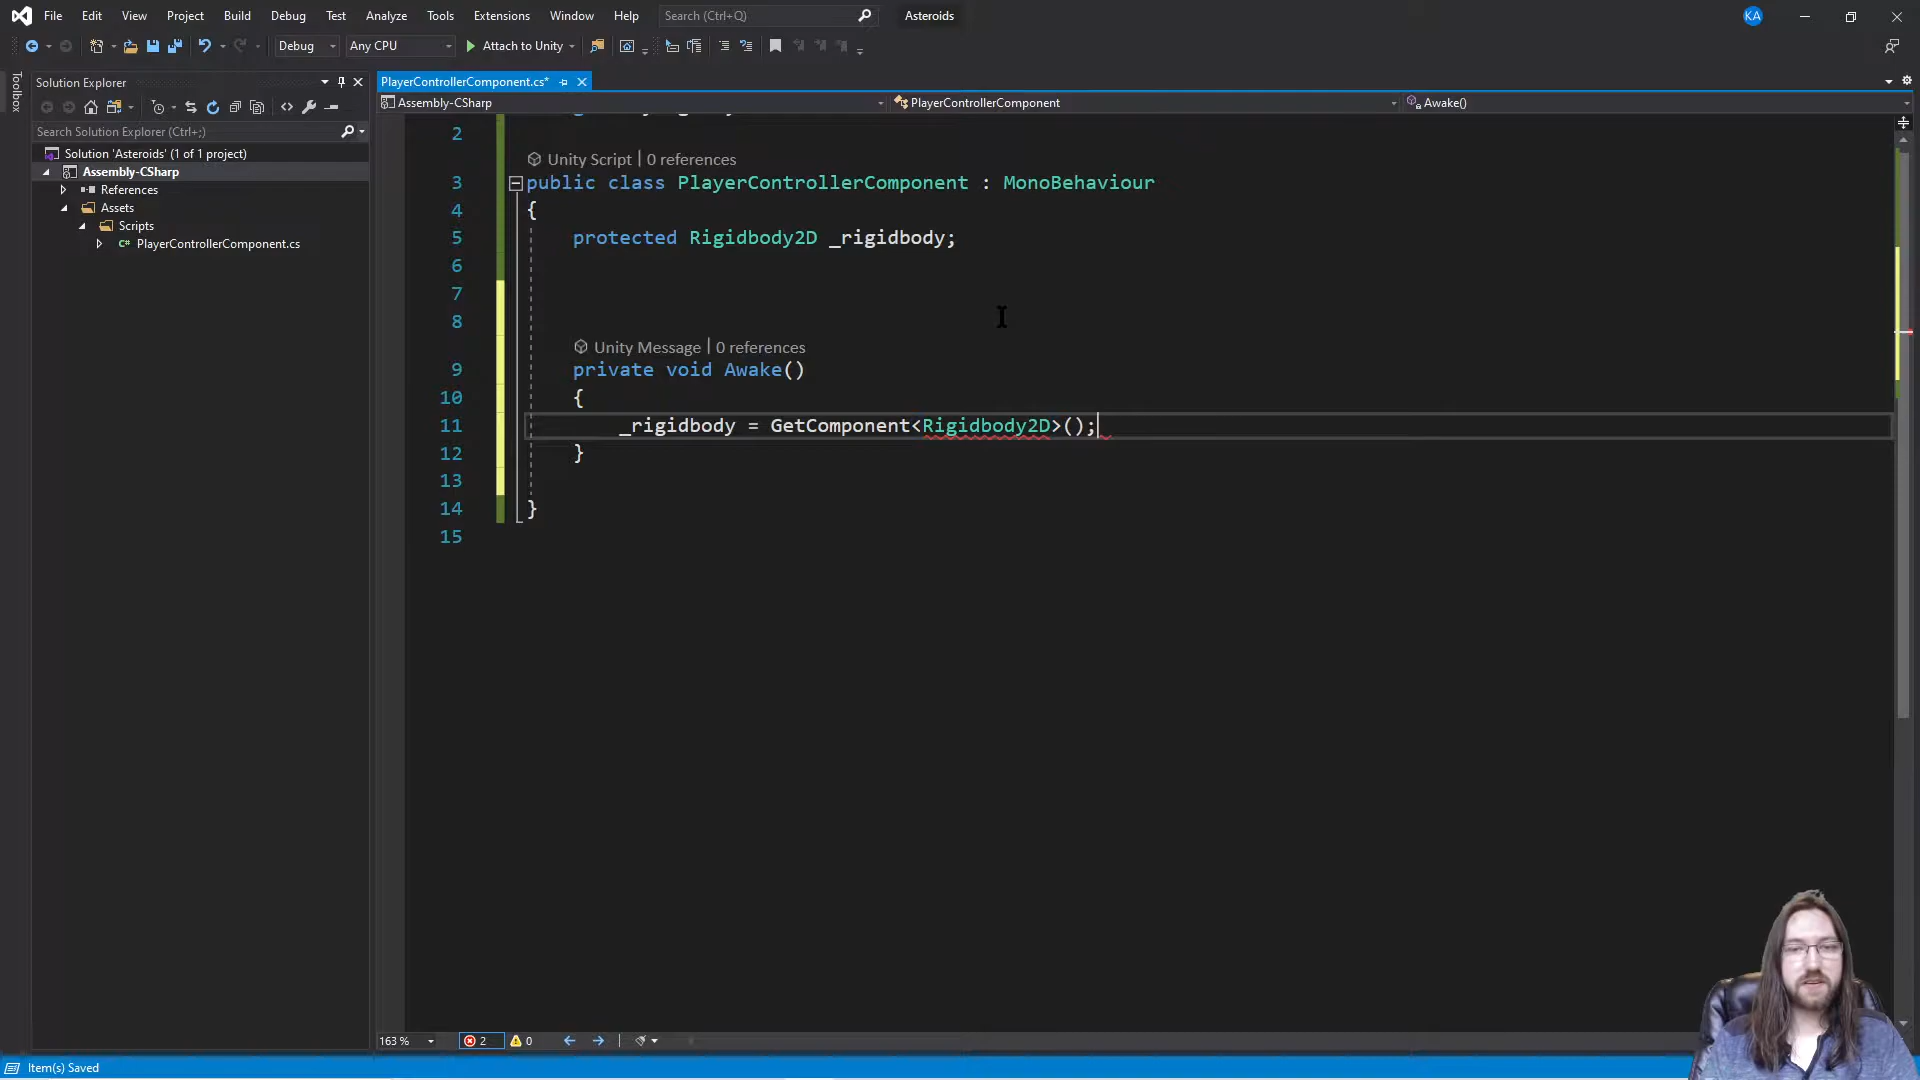 File Edit View Project Build Debug Test Analyze Tools Extensions Window Help Search (Ctrl+Q) Asteroids KA
Debug Any CPU Attach to Unity
Toolbox
Solution Explorer
Search Solution Explorer (Ctrl+;)
Solution 'Asteroids' (1 of 1 project)
Assembly-CSharp
References
Assets
Scripts
C# PlayerControllerComponent.cs
PlayerControllerComponent.cs*
Assembly-CSharp PlayerControllerComponent Awake()
2
Unity Script | 0 references
3 public class PlayerControllerComponent : MonoBehaviour
4 {
5 protected Rigidbody2D _rigidbody;
6
7
8
Unity Message | 0 references
9 private void Awake()
10 {
11 _rigidbody = GetComponent<Rigidbody2D>();
12 }
13
14 }
15
163 % 2 0
Item(s) Saved